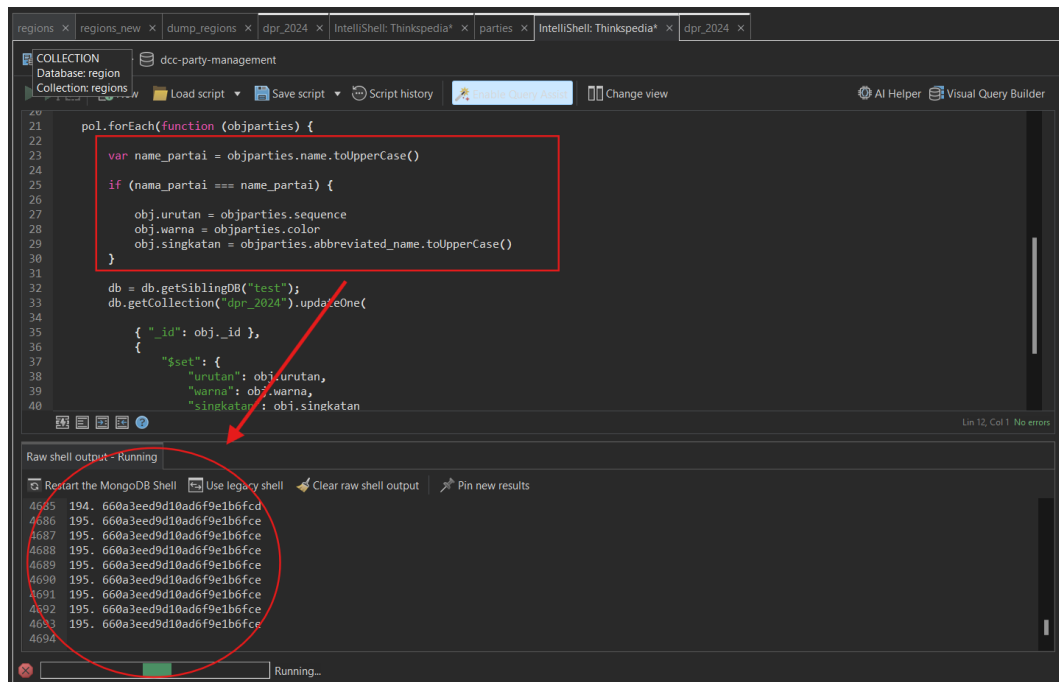 regions × regions_new × dump_regions × dpr_2024 × IntelliShell: Thinkspedia* × parties × IntelliShell: Thinkspedia* × dpr_2024 ×
COLLECTION
Database: region
Collection: regions
dcc-party-management
Load script Save script Script history Enable Query Assist Change view AI Helper Visual Query Builder
20
21 pol.forEach(function (objparties) {
22
23 var name_partai = objparties.name.toUpperCase()
24
25 if (nama_partai === name_partai) {
26
27 obj.urutan = objparties.sequence
28 obj.warna = objparties.color
29 obj.singkatan = objparties.abbreviated_name.toUpperCase()
30 }
31
32 db = db.getSiblingDB("test");
33 db.getCollection("dpr_2024").updateOne(
34
35 { "_id": obj._id },
36 {
37 "$set": {
38 "urutan": obj.urutan,
39 "warna": obj.warna,
40 "singkatan": obj.singkatan
Lin 12, Col 1 No errors
Raw shell output - Running
Restart the MongoDB Shell Use legacy shell Clear raw shell output Pin new results
4685 194. 660a3eed9d10ad6f9e1b6fcd
4686 195. 660a3eed9d10ad6f9e1b6fce
4687 195. 660a3eed9d10ad6f9e1b6fce
4688 195. 660a3eed9d10ad6f9e1b6fce
4689 195. 660a3eed9d10ad6f9e1b6fce
4690 195. 660a3eed9d10ad6f9e1b6fce
4691 195. 660a3eed9d10ad6f9e1b6fce
4692 195. 660a3eed9d10ad6f9e1b6fce
4693 195. 660a3eed9d10ad6f9e1b6fce
4694
Running...